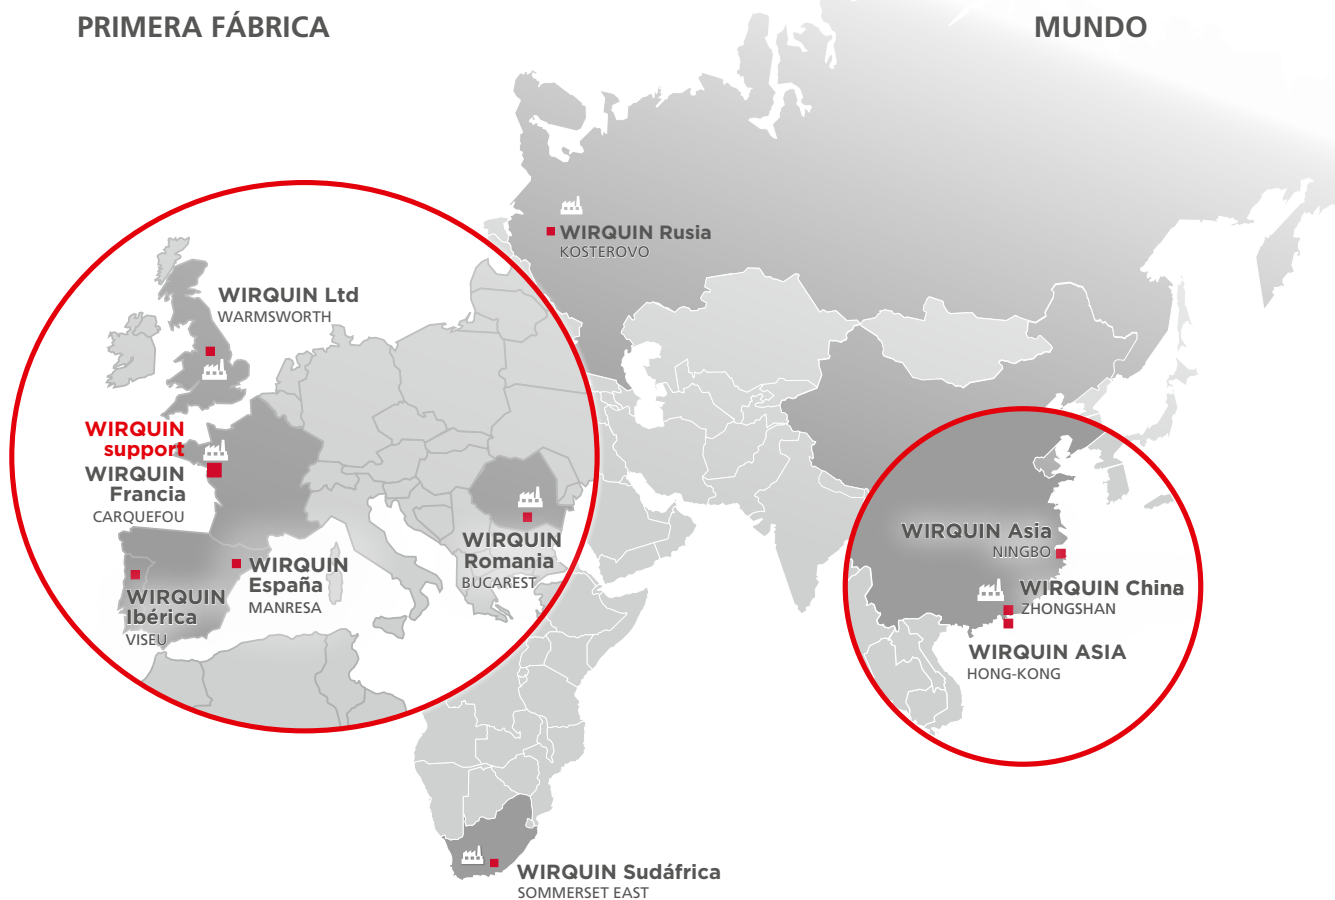 PRIMERA FÁBRICA
MUNDO
WIRQUIN Rusia
KOSTEROVO
WIRQUIN Ltd
WARMSWORTH
WIRQUIN
support
WIRQUIN
Francia
CARQUEFOU
WIRQUIN
Ibérica
VISEU
WIRQUIN
España
MANRESA
WIRQUIN
Romania
BUCAREST
WIRQUIN Asia
NINGBO
WIRQUIN China
ZHONGSHAN
WIRQUIN ASIA
HONG-KONG
WIRQUIN Sudáfrica
SOMMERSET EAST